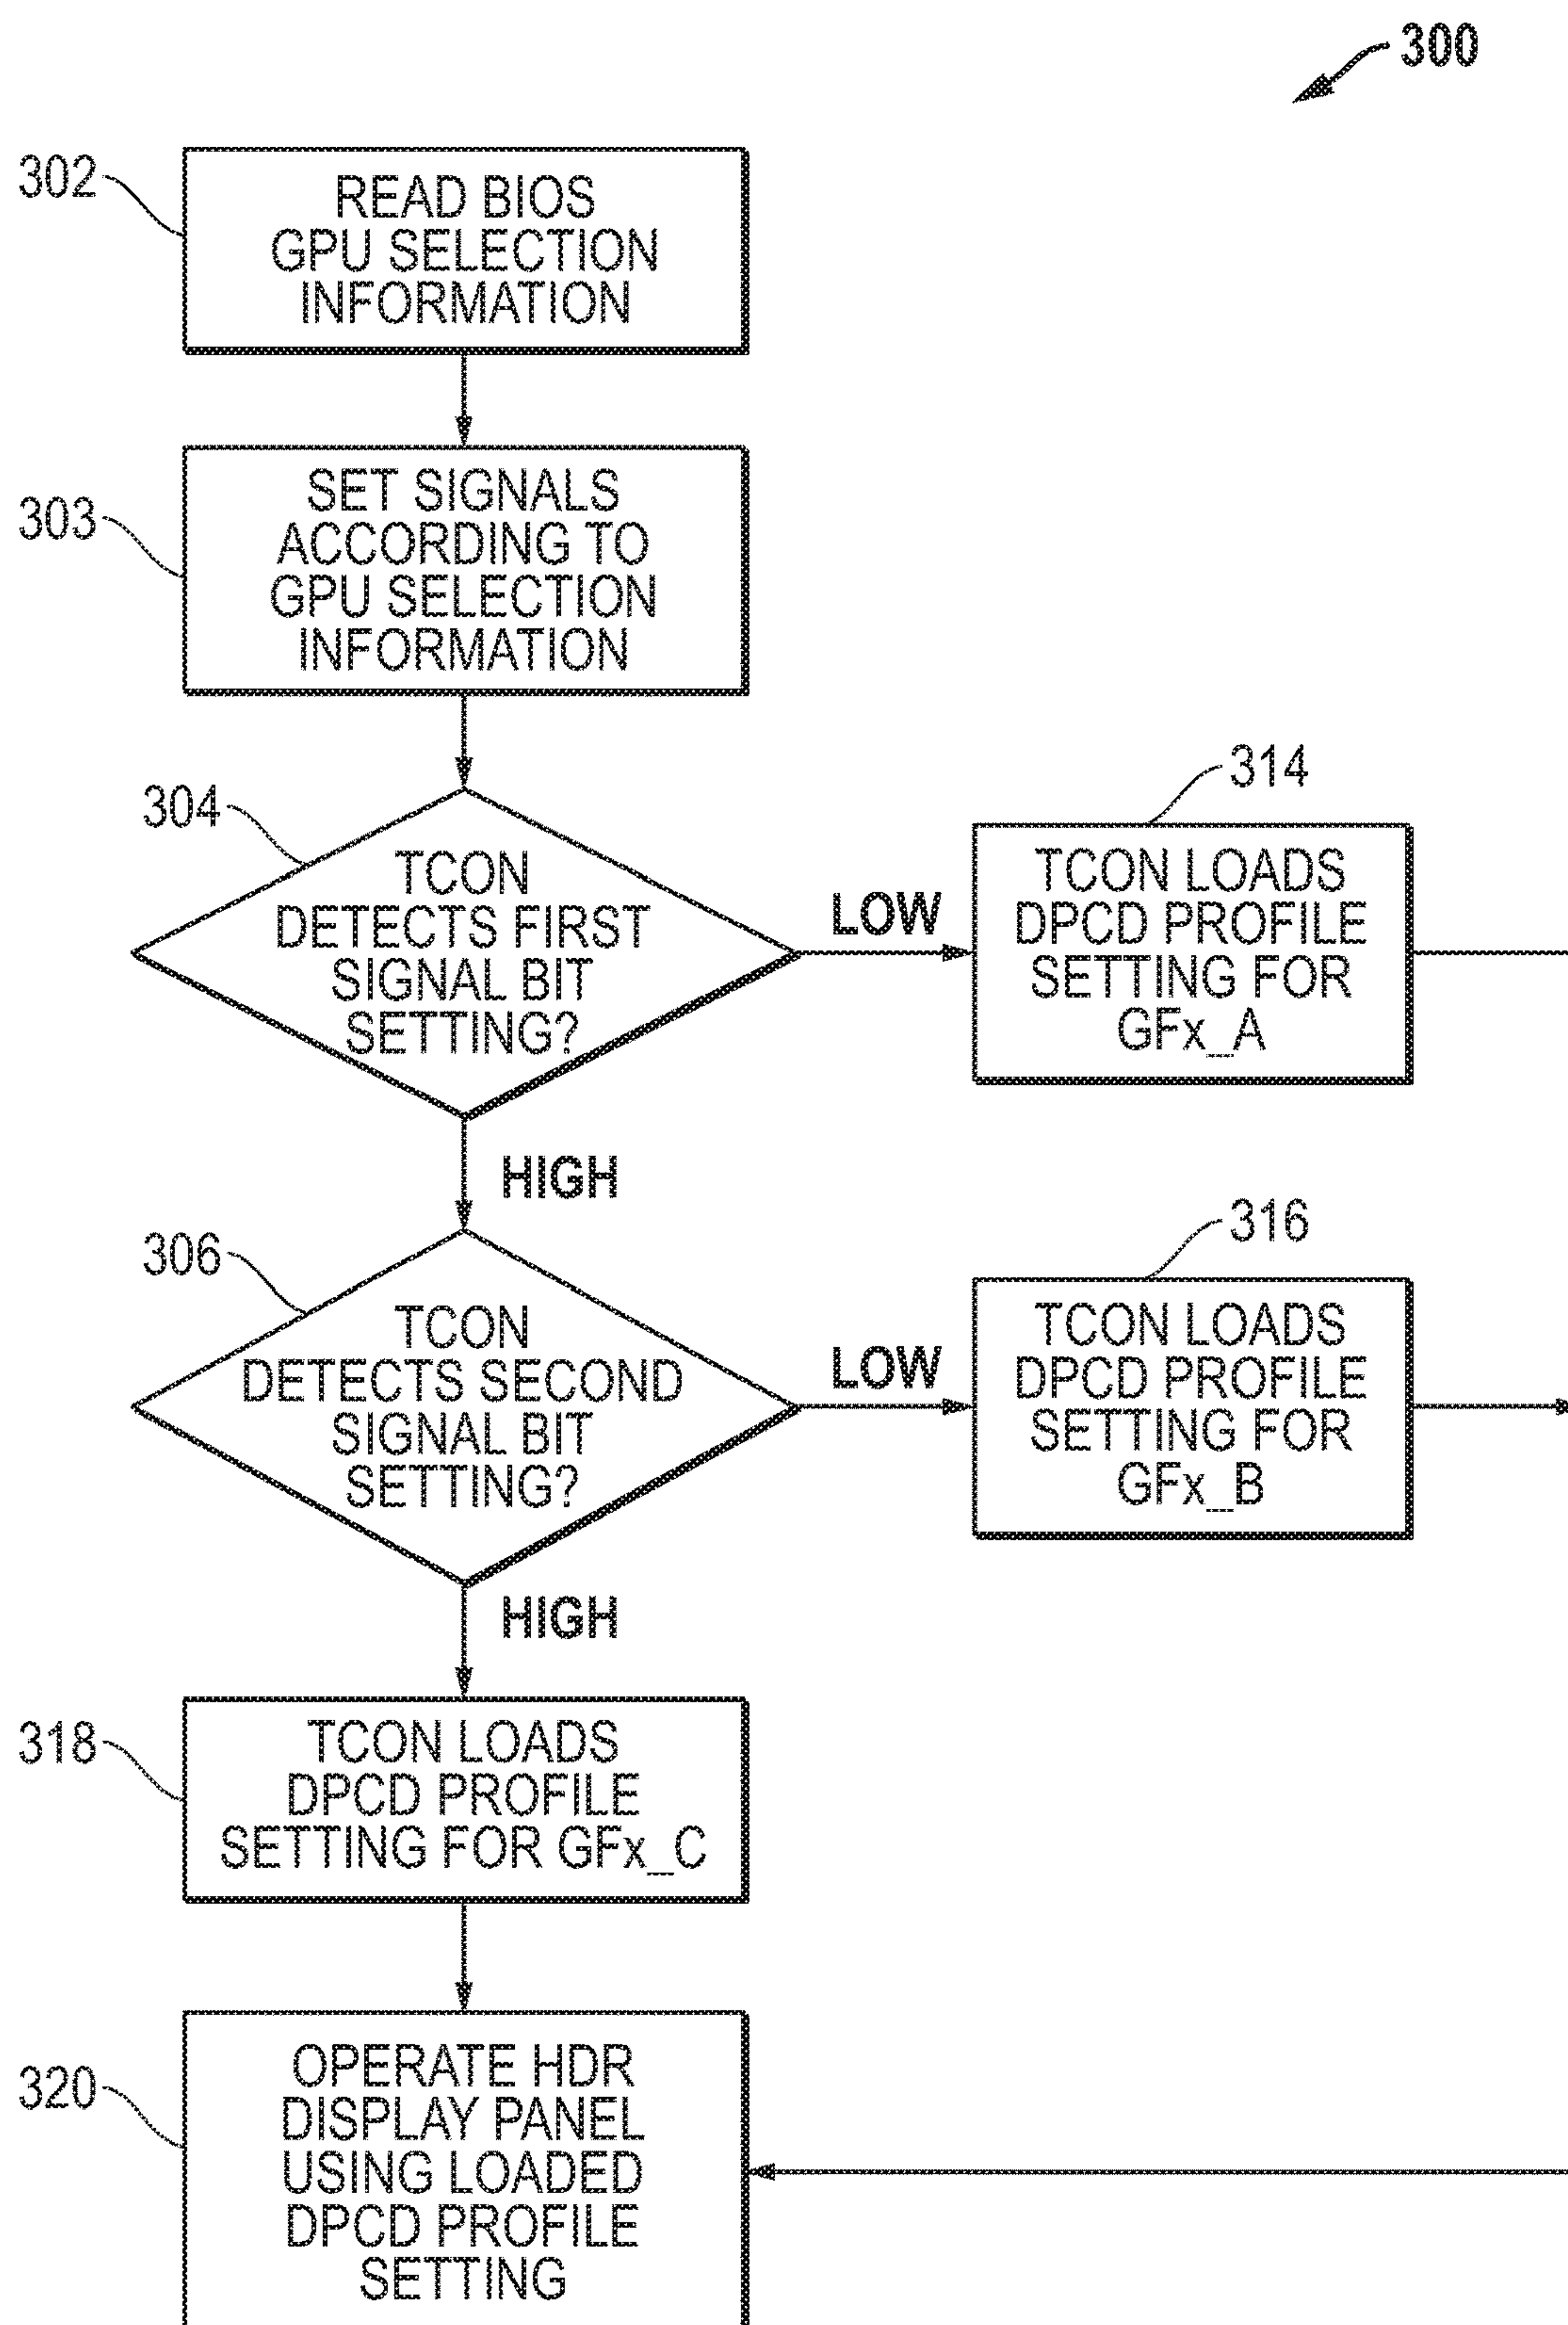 300
302
READ BIOS
GPU SELECTION
INFORMATION
303
SET SIGNALS
ACCORDING TO
GPU SELECTION
INFORMATION
304
TCON
DETECTS FIRST
SIGNAL BIT
SETTING?
LOW
314
TCON LOADS
DPCD PROFILE
SETTING FOR
GFx_A
HIGH
306
TCON
DETECTS SECOND
SIGNAL BIT
SETTING?
LOW
316
TCON LOADS
DPCD PROFILE
SETTING FOR
GFx_B
HIGH
318
TCON LOADS
DPCD PROFILE
SETTING FOR GFx_C
320
OPERATE HDR
DISPLAY PANEL
USING LOADED
DPCD PROFILE
SETTING